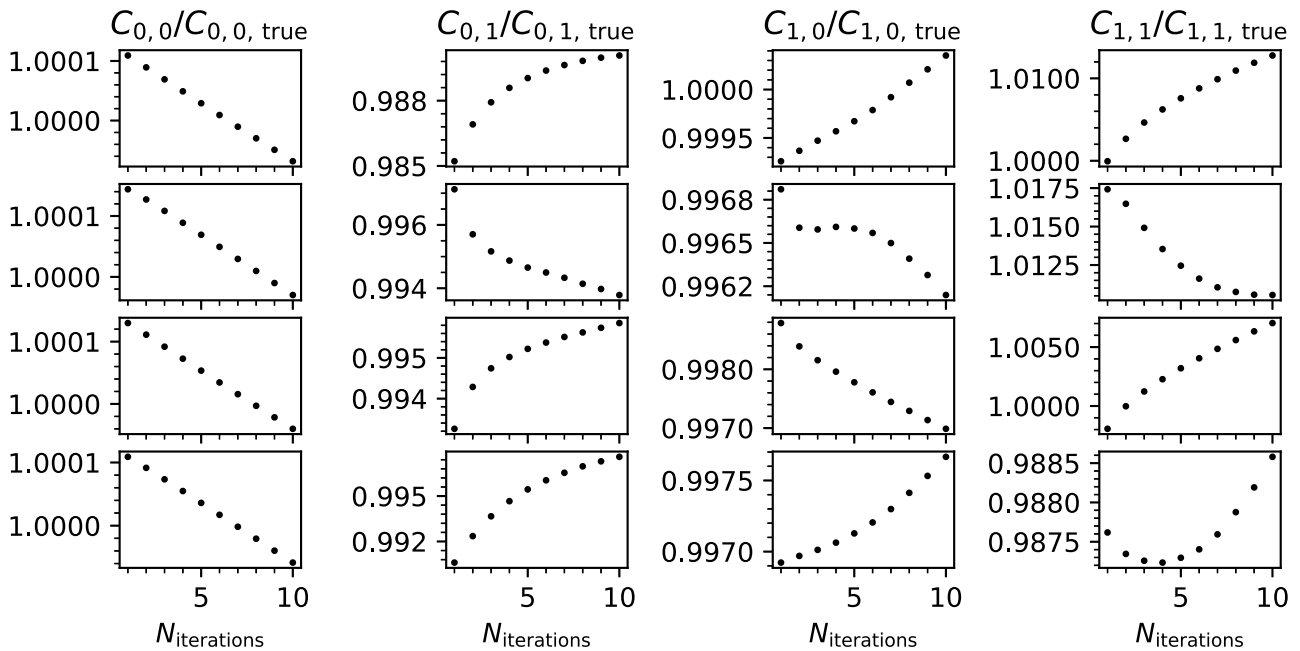 C0,0/C0,0, true C0,1/C0,1, true C1,0/C1,0, true C1,1/C1,1, true
1.0001 0.988 1.0000 1.0100
1.0000 0.985 0.9995 1.0000
1.0001 0.996 0.9968 1.0175
1.0000 0.994 0.9965 1.0150
0.9962 1.0125
1.0001 0.995 0.9980 1.0050
1.0000 0.994 0.9970 1.0000
1.0001 0.995 0.9975 0.9885
1.0000 0.992 0.9970 0.9880
0.9875
5 10 5 10 5 10 5 10
Niterations Niterations Niterations Niterations